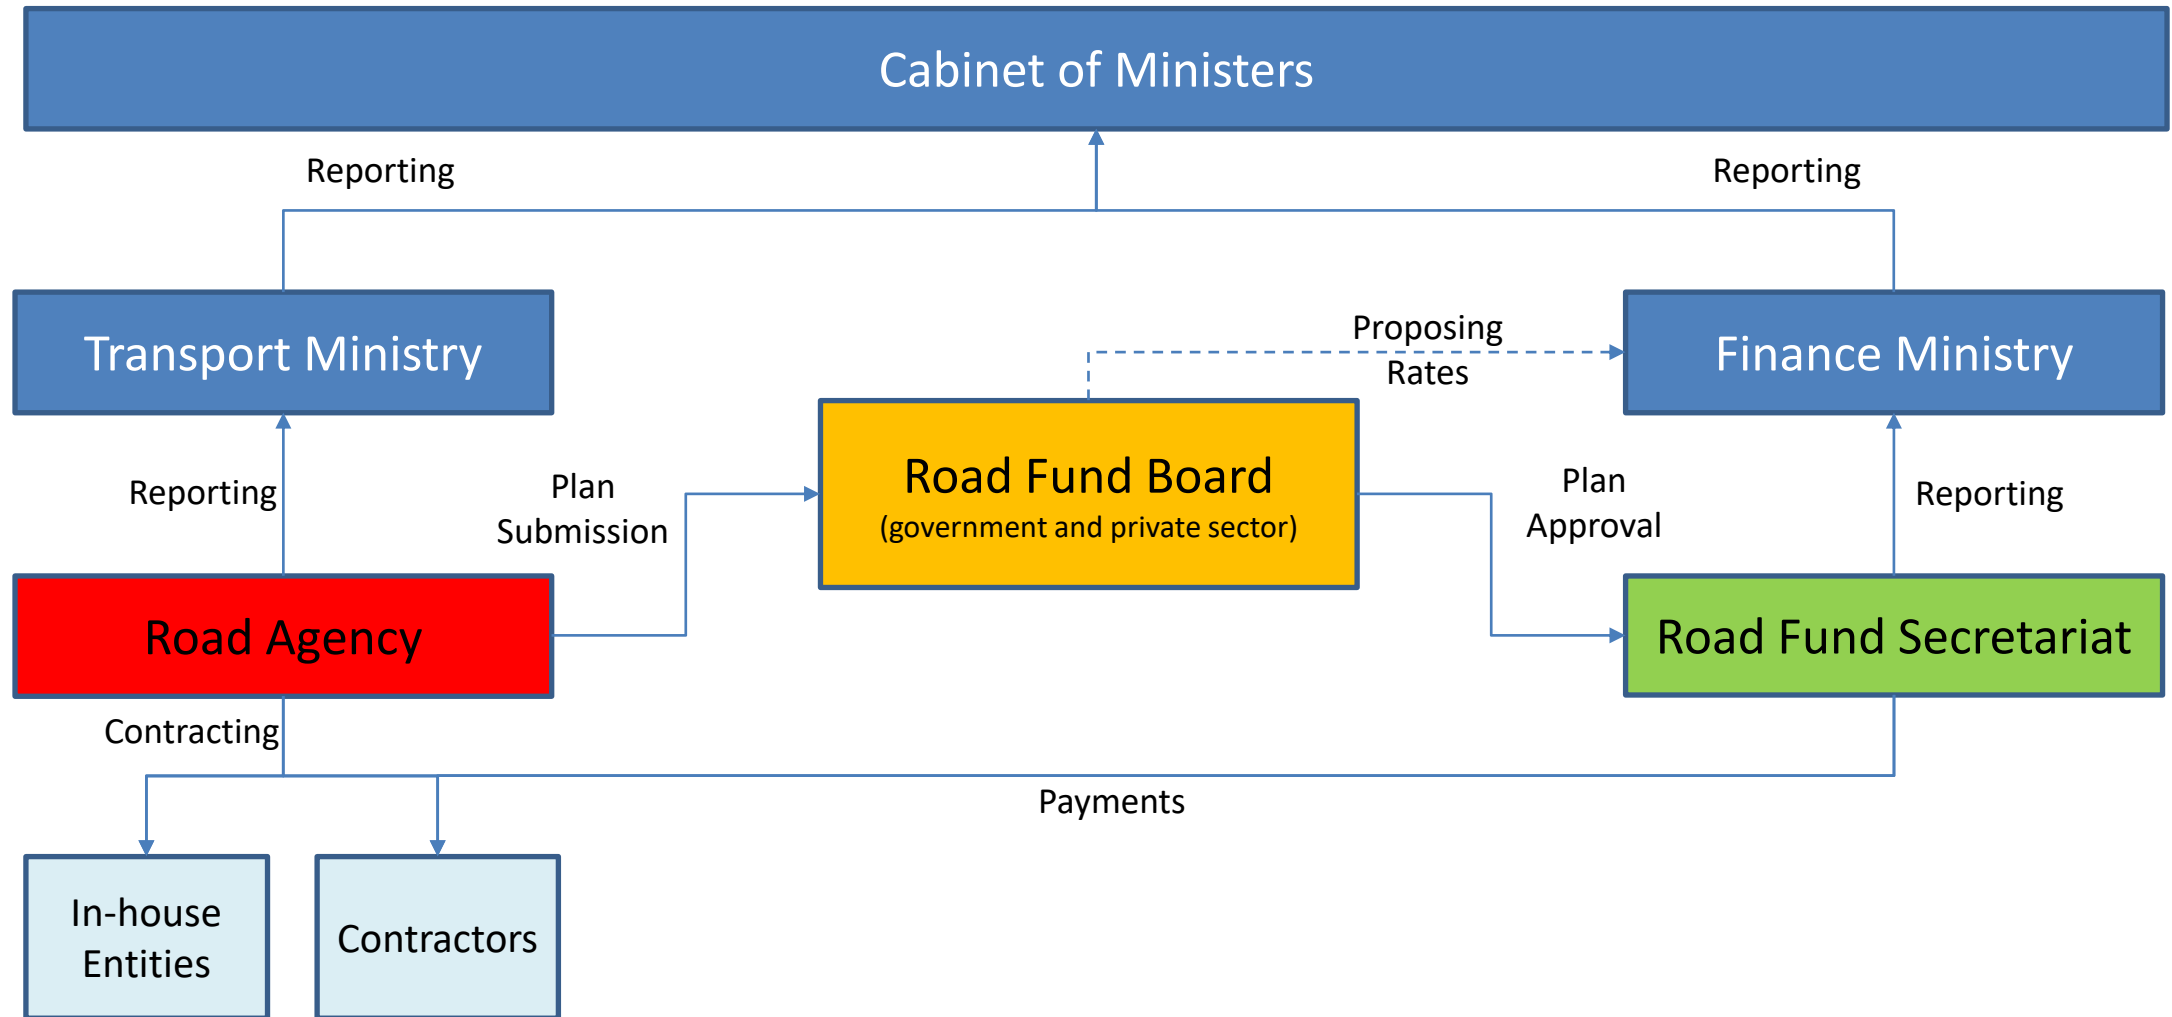 Cabinet of Ministers
Reporting
Reporting
Transport Ministry
Proposing
Rates
Finance Ministry
Reporting
Plan
Submission
Road Fund Board
(government and private sector)
Plan
Approval
Reporting
Road Agency
Road Fund Secretariat
Contracting
Payments
In-house
Entities
Contractors